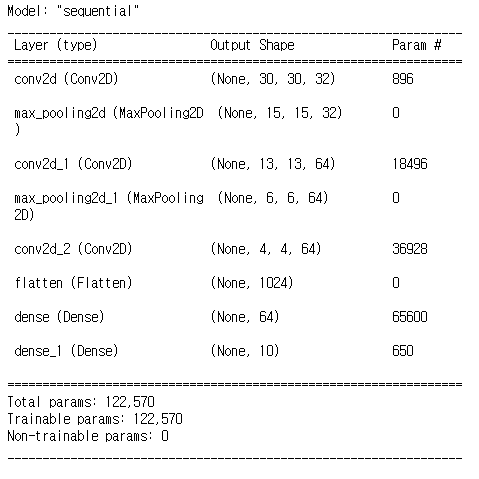 Model: "sequential"
_________________________________________________________________
Layer (type) Output Shape Param #
=================================================================
conv2d (Conv2D) (None, 30, 30, 32) 896
max_pooling2d (MaxPooling2D (None, 15, 15, 32) 0
)
conv2d_1 (Conv2D) (None, 13, 13, 64) 18496
max_pooling2d_1 (MaxPooling (None, 6, 6, 64) 0
2D)
conv2d_2 (Conv2D) (None, 4, 4, 64) 36928
flatten (Flatten) (None, 1024) 0
dense (Dense) (None, 64) 65600
dense_1 (Dense) (None, 10) 650
=================================================================
Total params: 122,570
Trainable params: 122,570
Non-trainable params: 0
_________________________________________________________________